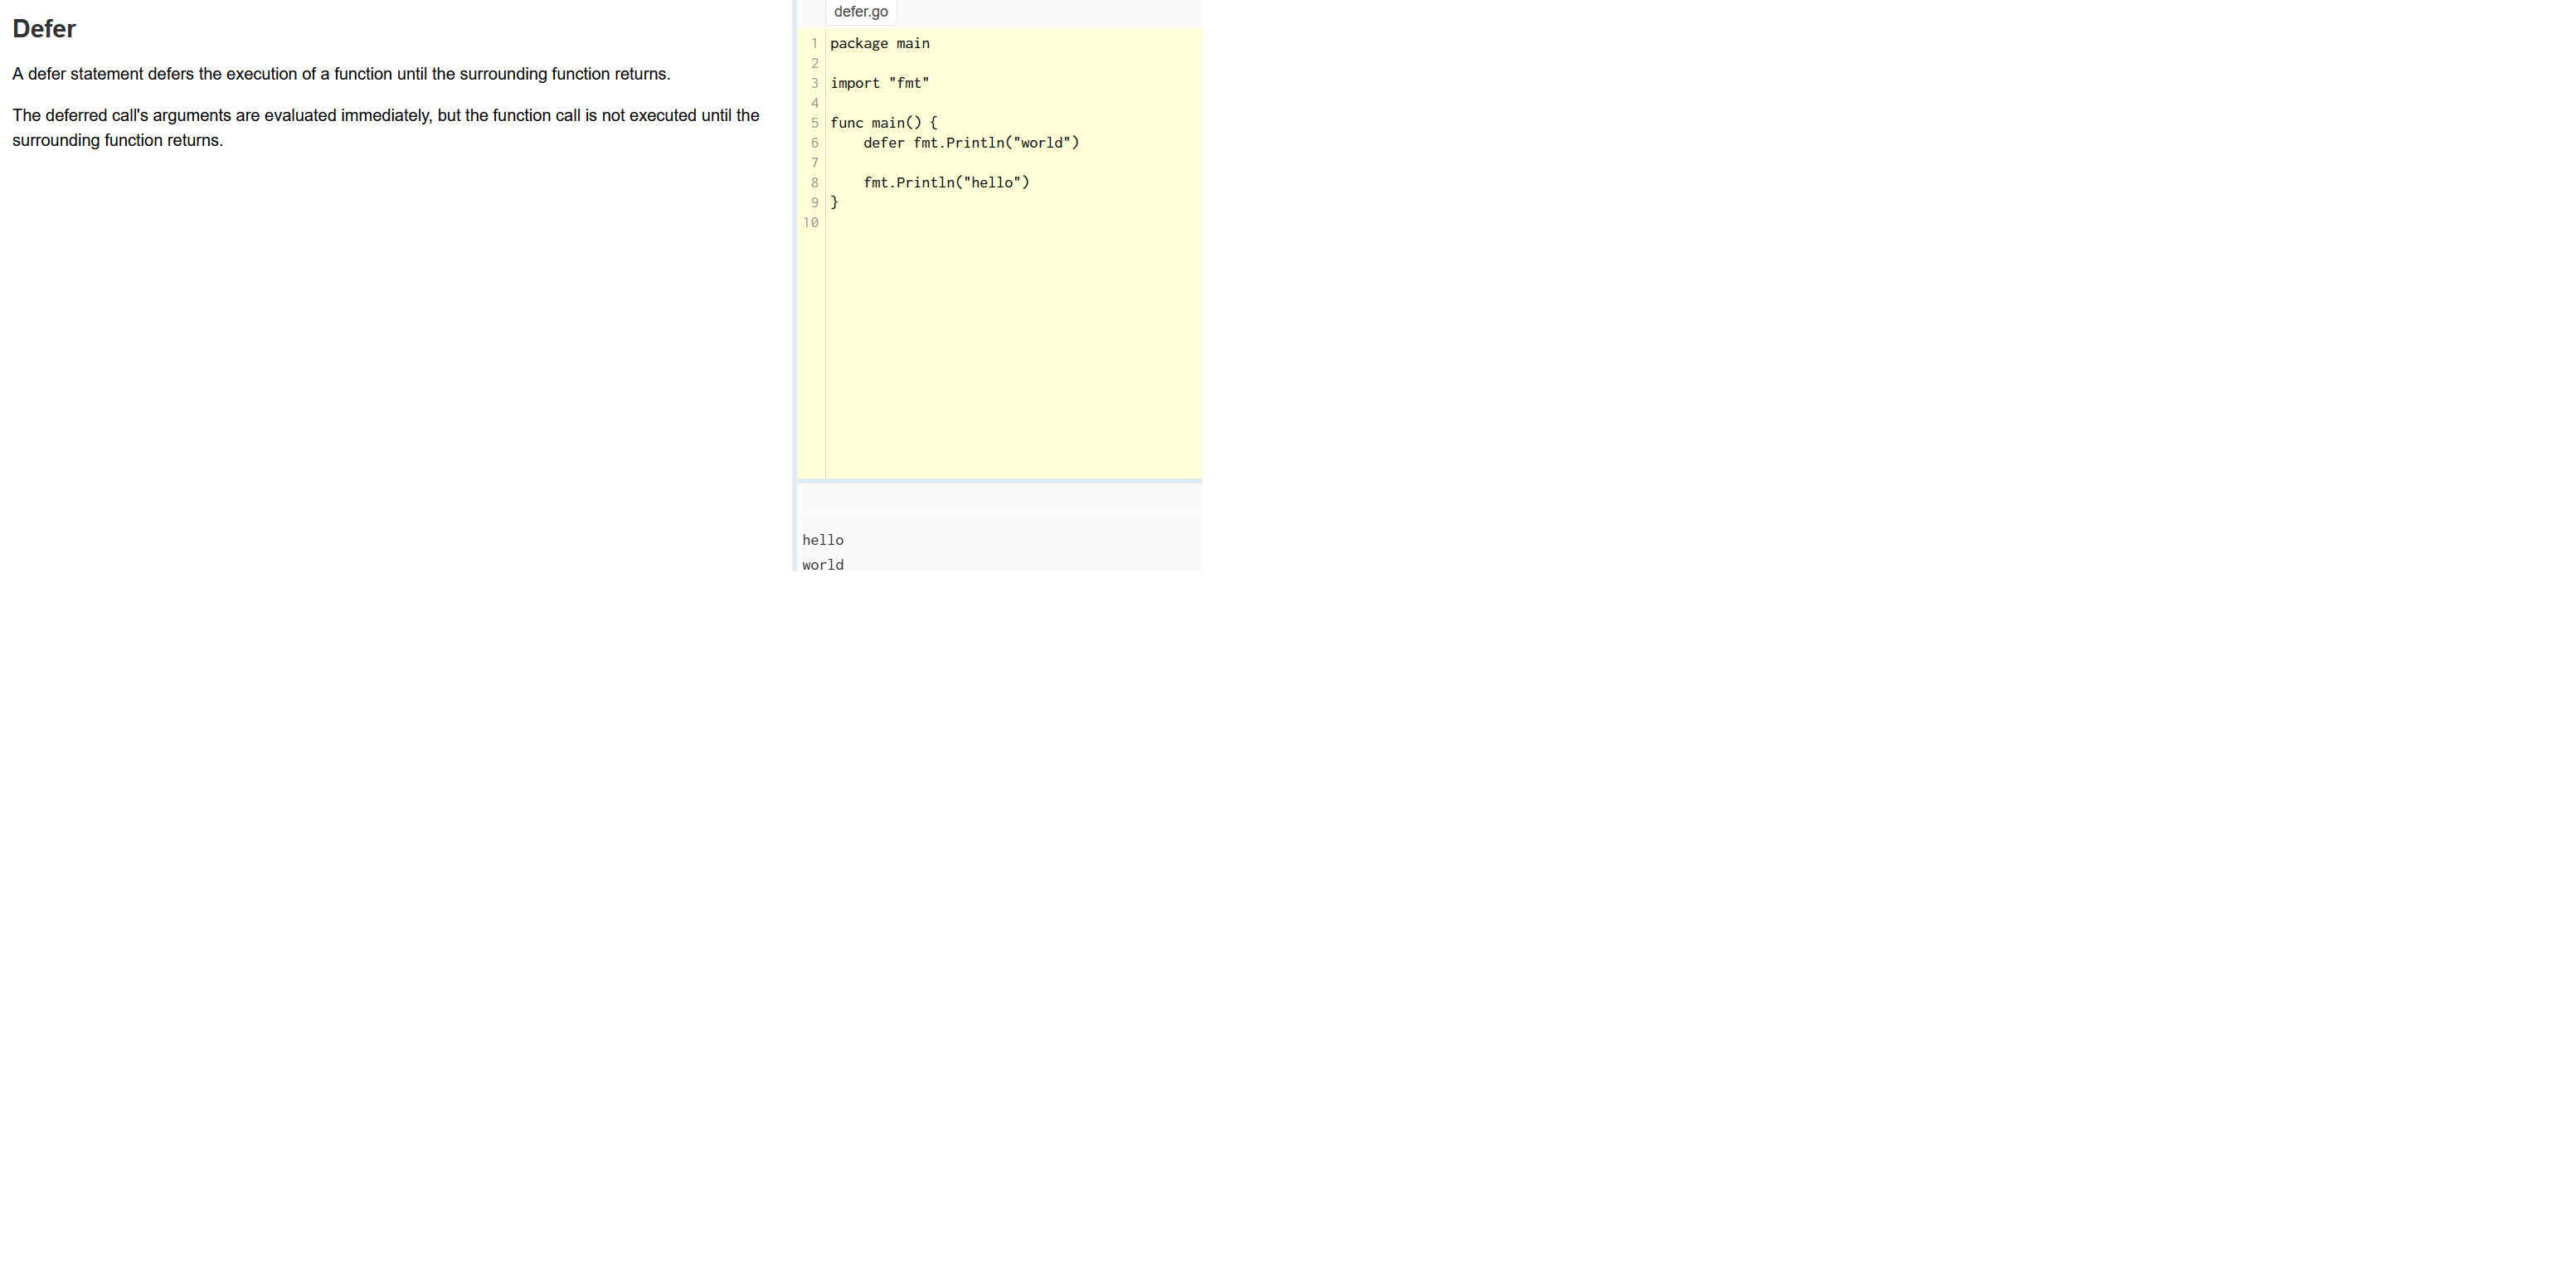 Defer
A defer statement defers the execution of a function until the surrounding function returns.
The deferred call's arguments are evaluated immediately, but the function call is not executed until the
surrounding function returns.
defer.go
1 package main
2
3 import "fmt"
4
5 func main() {
6     defer fmt.Println("world")
7
8     fmt.Println("hello")
9 }
10
hello
world